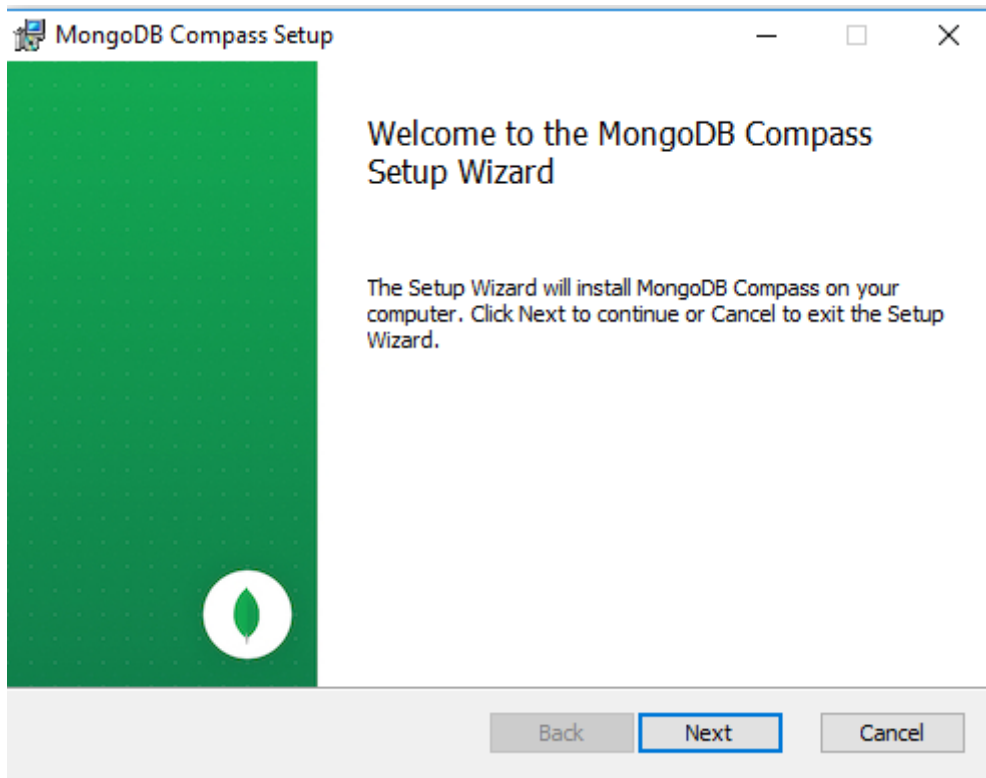 MongoDB Compass Setup
Welcome to the MongoDB Compass
Setup Wizard
The Setup Wizard will install MongoDB Compass on your
computer. Click Next to continue or Cancel to exit the Setup
Wizard.
Back Next Cancel